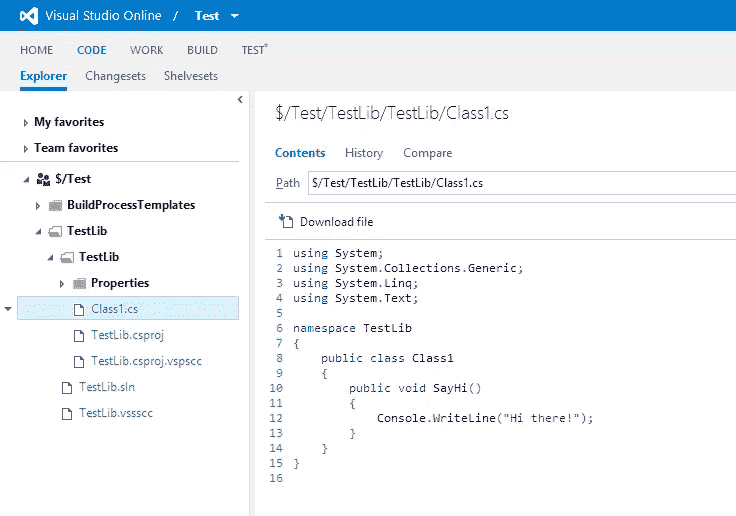 Visual Studio Online / Test
HOME CODE WORK BUILD TEST*
Explorer Changesets Shelvesets
My favorites
Team favorites
$/Test
BuildProcessTemplates
TestLib
TestLib
Properties
Class1.cs
TestLib.csproj
TestLib.csproj.vspscc
TestLib.sln
TestLib.vssscc
$/Test/TestLib/TestLib/Class1.cs
Contents History Compare
Path $/Test/TestLib/TestLib/Class1.cs
Download file
1 using System;
2 using System.Collections.Generic;
3 using System.Linq;
4 using System.Text;
5
6 namespace TestLib
7 {
8     public class Class1
9     {
10         public void SayHi()
11         {
12             Console.WriteLine("Hi there!");
13         }
14     }
15 }
16